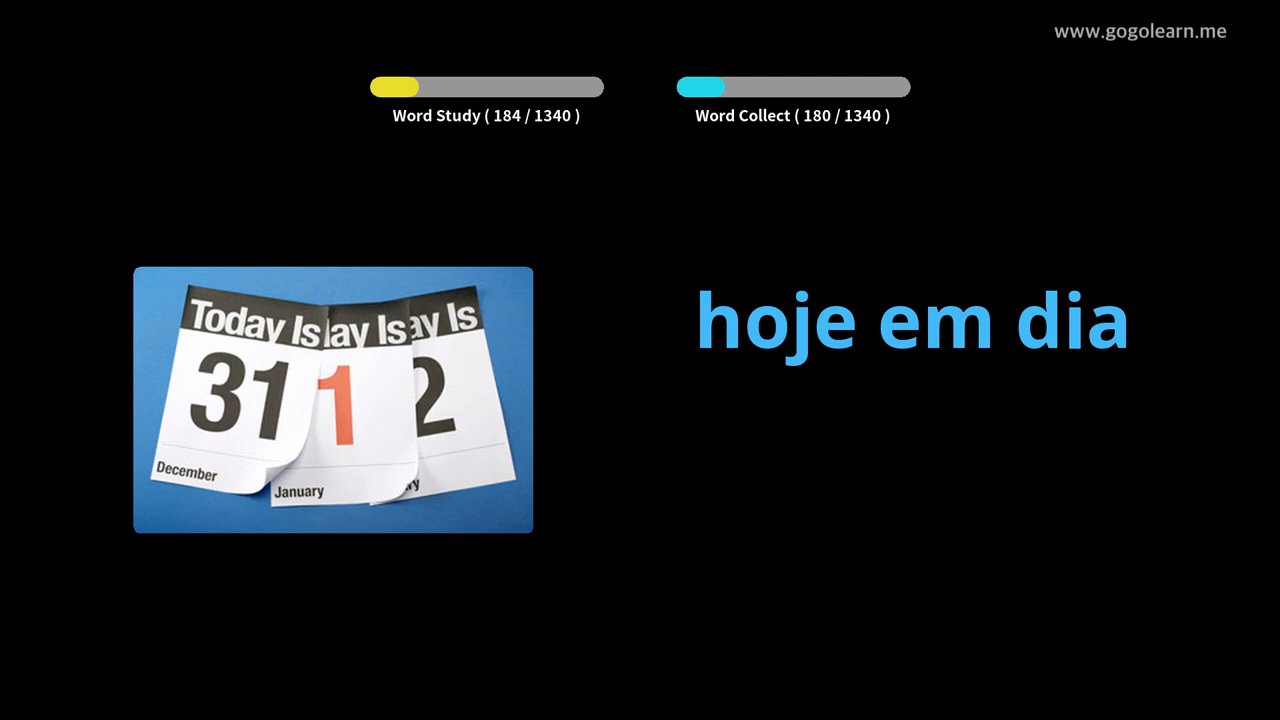 www.gogolearn.me
Word Study ( 184 / 1340 )
Word Collect ( 180 / 1340 )
Today Is
31
December
ay Is
1
January
ay Is
2
ry
hoje em dia